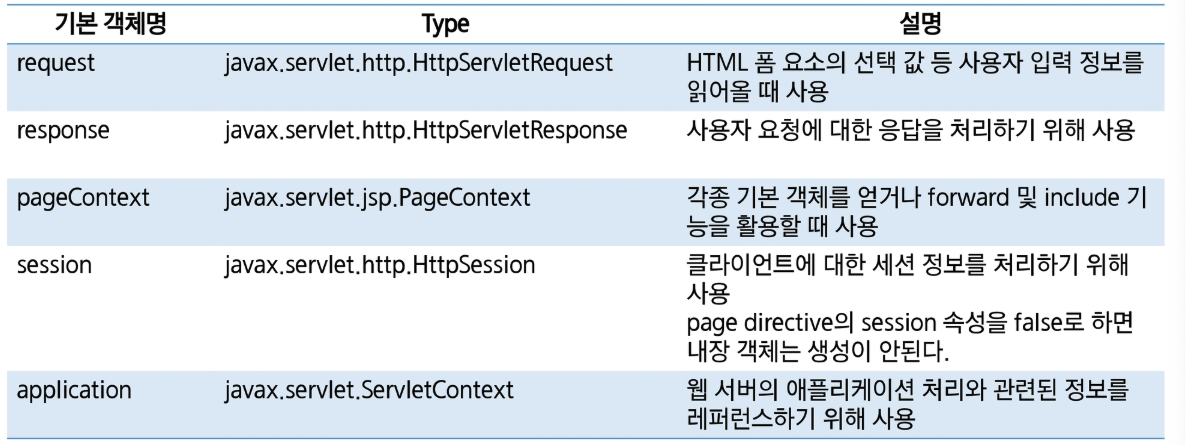 기본 객체명 Type 설명
request javax.servlet.http.HttpServletRequest HTML 폼 요소의 선택 값 등 사용자 입력 정보를
읽어올 때 사용
response javax.servlet.http.HttpServletResponse 사용자 요청에 대한 응답을 처리하기 위해 사용
pageContext javax.servlet.jsp.PageContext 각종 기본 객체를 얻거나 forward 및 include 기
능을 활용할 때 사용
session javax.servlet.http.HttpSession 클라이언트에 대한 세션 정보를 처리하기 위해
사용
page directive의 session 속성을 false로 하면
내장 객체는 생성이 안된다.
application javax.servlet.ServletContext 웹 서버의 애플리케이션 처리와 관련된 정보를
레퍼런스하기 위해 사용